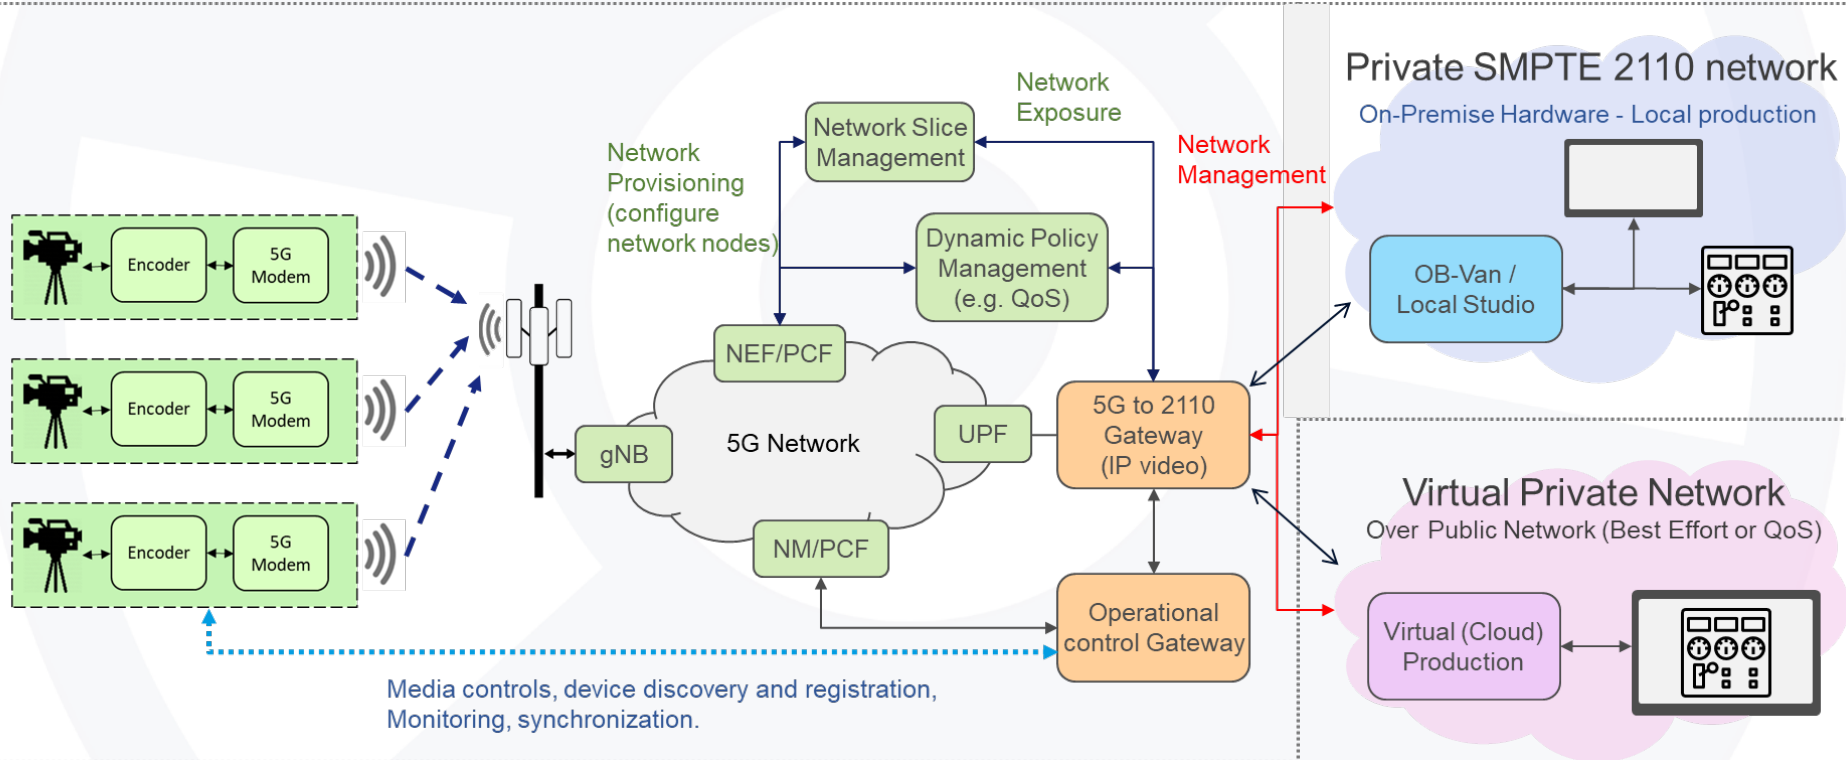 Private SMPTE 2110 network
On-Premise Hardware - Local production
Network
Exposure
Network Slice
Management
Network
Management
Network
Provisioning
(configure
network nodes)
Dynamic Policy
Management
(e.g. QoS)
Encoder
5G
Modem
OB-Van /
Local Studio
NEF/PCF
Encoder
5G
Modem
gNB
5G Network
UPF
5G to 2110
Gateway
(IP video)
Virtual Private Network
Over Public Network (Best Effort or QoS)
Encoder
5G
Modem
NM/PCF
Operational
control Gateway
Virtual (Cloud)
Production
Media controls, device discovery and registration,
Monitoring, synchronization.